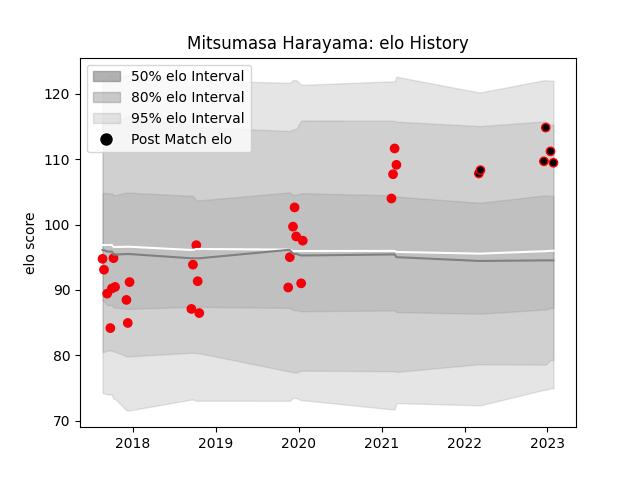 Mitsumasa Harayama: elo History
50% elo Interval
80% elo Interval
95% elo Interval
Post Match elo
elo score
120
110
100
90
80
70
2018 2019 2020 2021 2022 2023